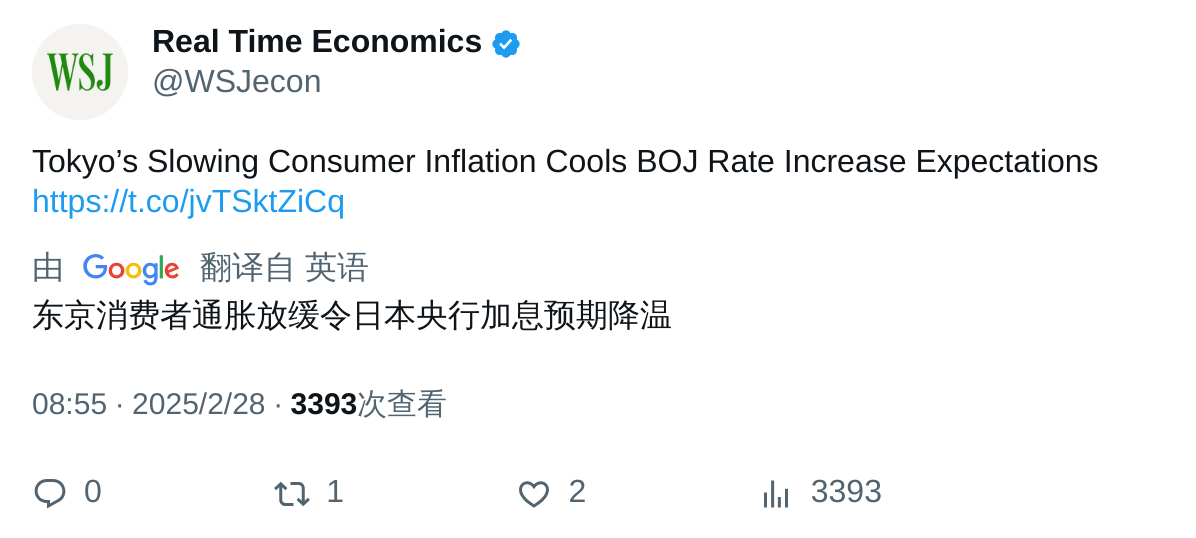 WSJ
Real Time Economics
@WSJecon
Tokyo’s Slowing Consumer Inflation Cools BOJ Rate Increase Expectations
https://t.co/jvTSktZiCq
由 Google 翻译自 英语
东京消费者通胀放缓令日本央行加息预期降温
08:55 · 2025/2/28 · 3393次查看
0 1 2 3393